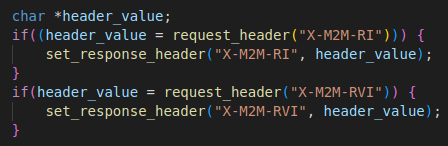 char *header_value;
if((header_value = request_header("X-M2M-RI"))) {
    set_response_header("X-M2M-RI", header_value);
}
if(header_value = request_header("X-M2M-RVI")) {
    set_response_header("X-M2M-RVI", header_value);
}